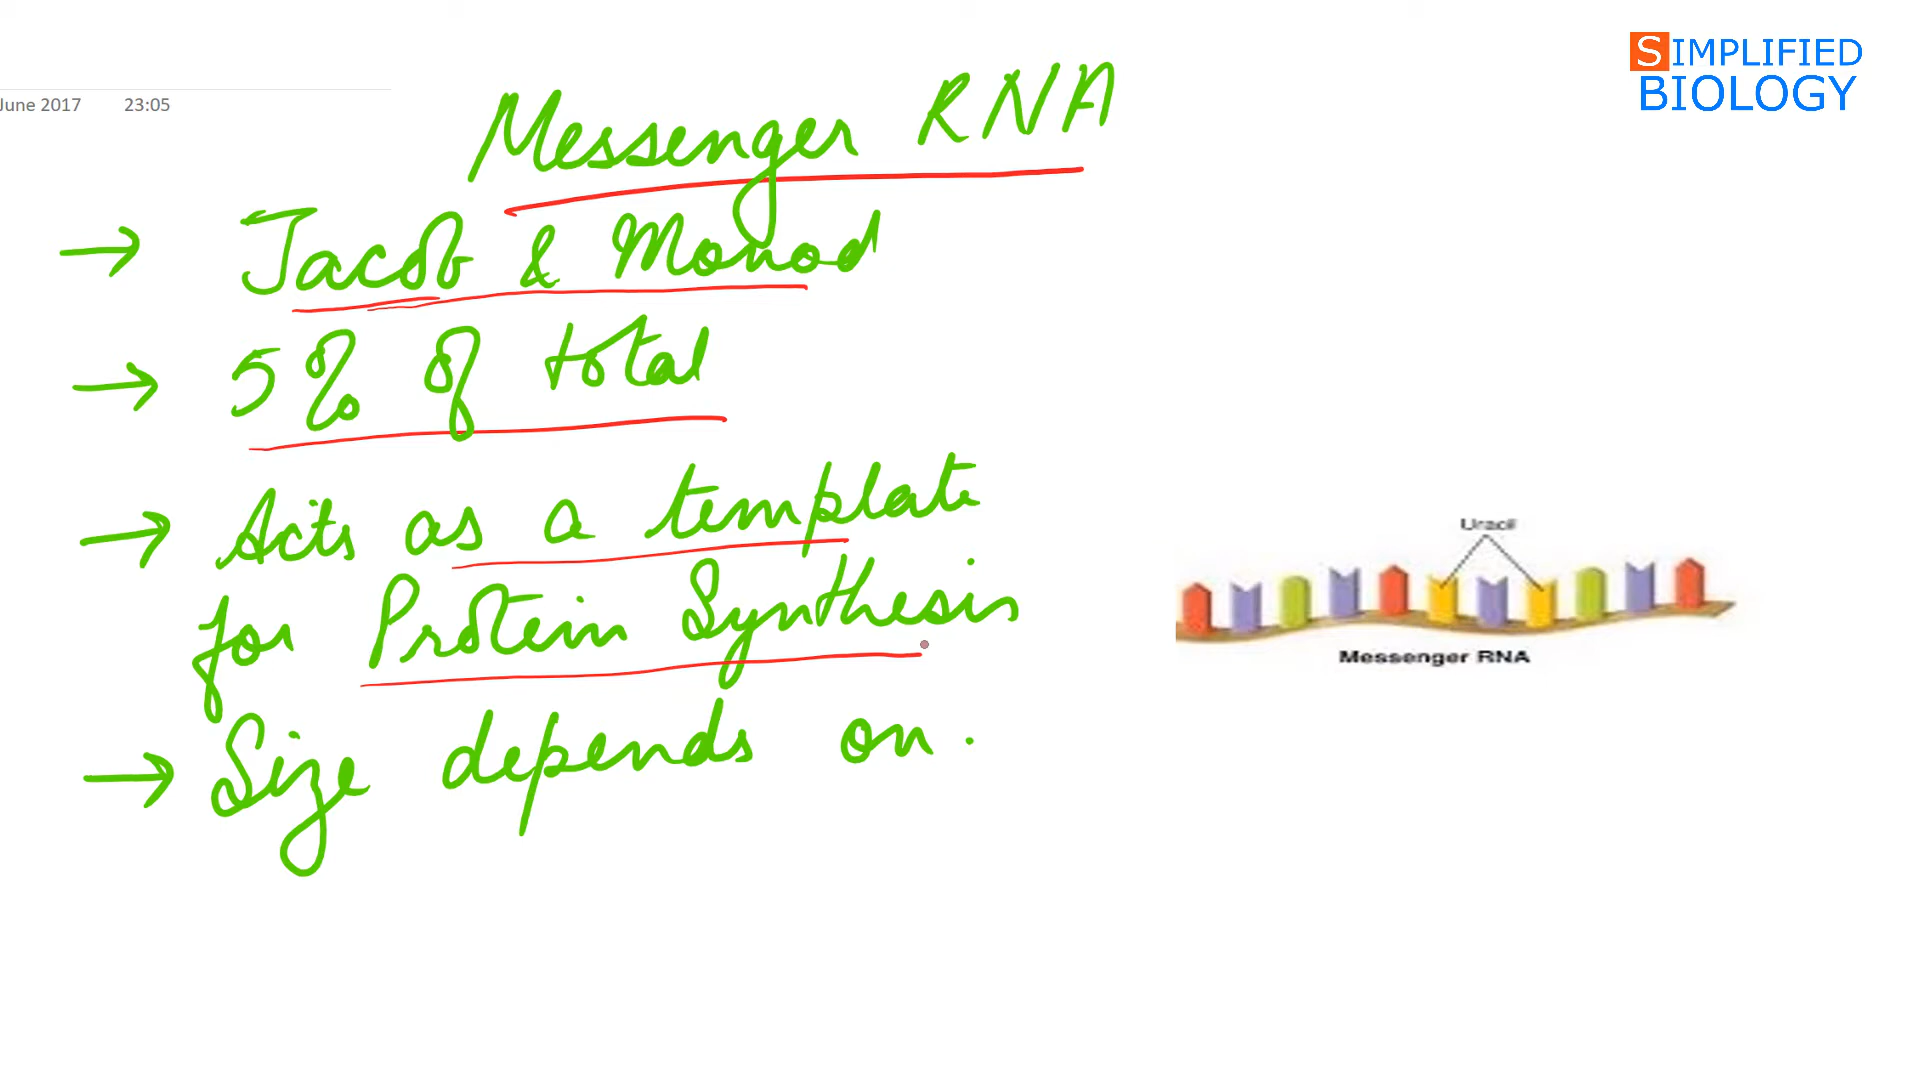 SIMPLIFIED
BIOLOGY
June 2017 23:05
Messenger RNA
→ Jacob & Monod
→ 5% of total
→ Acts as a template
for Protein Synthesis
→ Size depends on.
Uracil
Messenger RNA